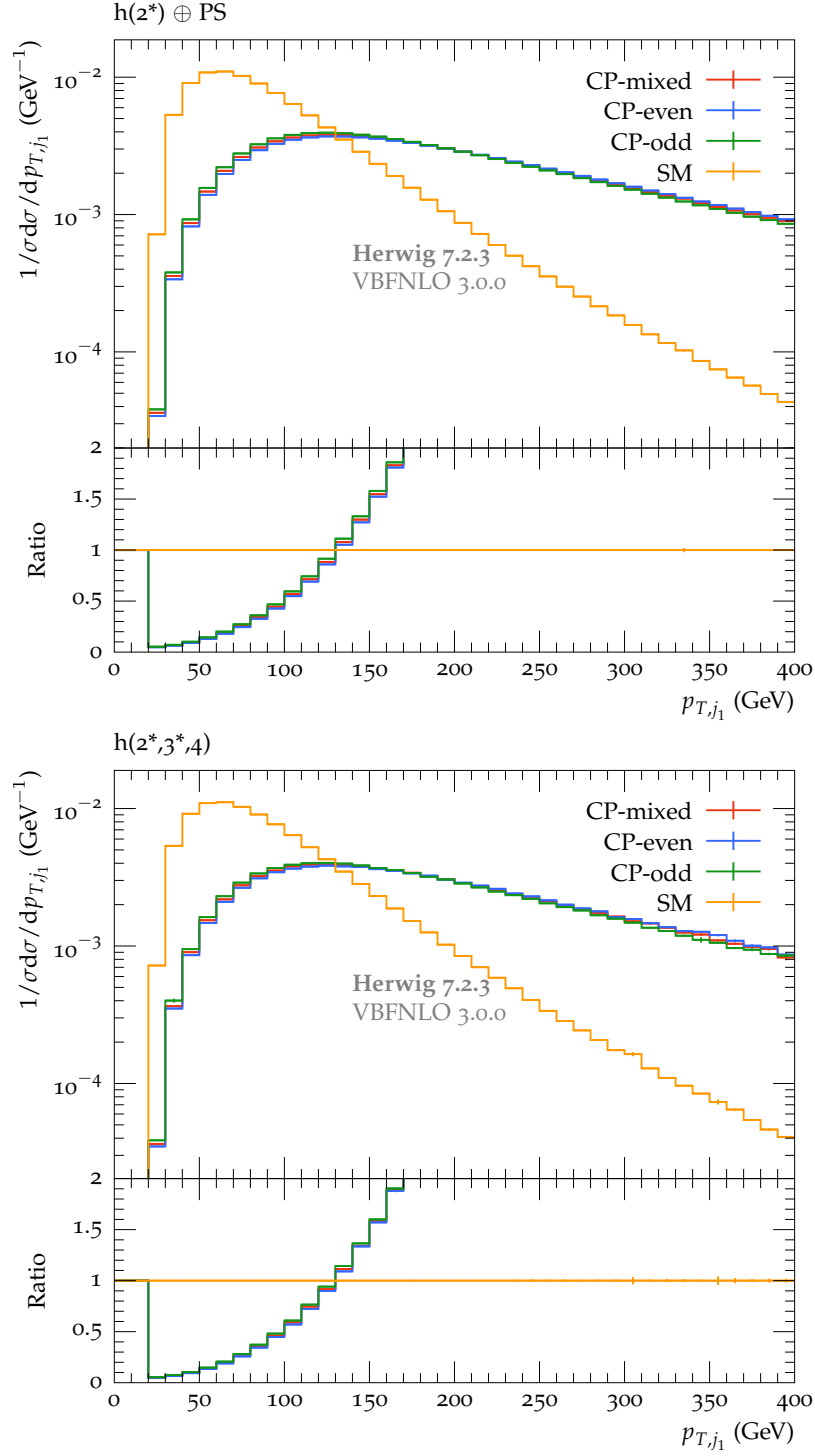 h(2*) ⊕ PS
CP-mixed
CP-even
CP-odd
SM
Herwig 7.2.3
VBFNLO 3.0.0
10⁻²
10⁻³
10⁻⁴
1/σdσ/dp_{T,j₁} (GeV⁻¹)
2
1.5
1
0.5
0
Ratio
0 50 100 150 200 250 300 350 400
p_{T,j₁} (GeV)
h(2*,3*,4)
CP-mixed
CP-even
CP-odd
SM
Herwig 7.2.3
VBFNLO 3.0.0
10⁻²
10⁻³
10⁻⁴
1/σdσ/dp_{T,j₁} (GeV⁻¹)
2
1.5
1
0.5
0
Ratio
0 50 100 150 200 250 300 350 400
p_{T,j₁} (GeV)